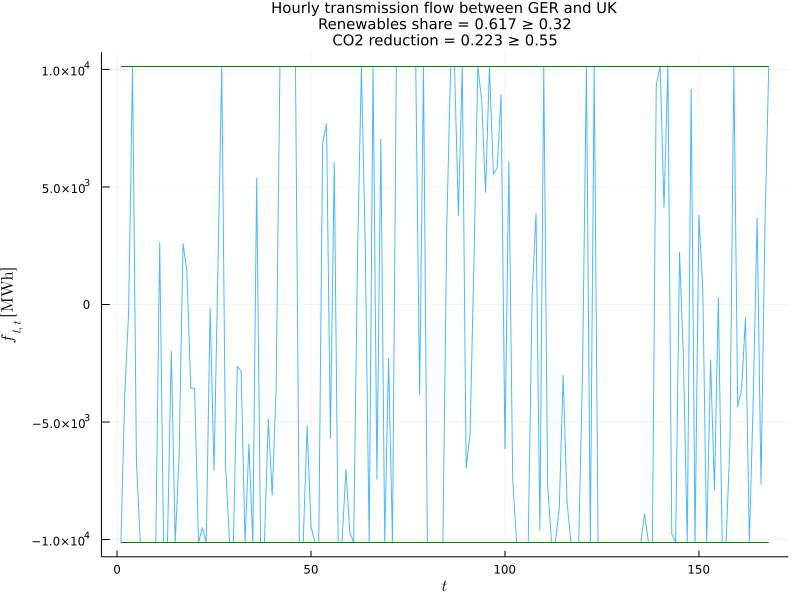 Hourly transmission flow between GER and UK
Renewables share = 0.617 ≥ 0.32
CO2 reduction = 0.223 ≥ 0.55
1.0×10⁴
5.0×10³
0
−5.0×10³
−1.0×10⁴
f_{l,t} [MWh]
0 50 100 150
t